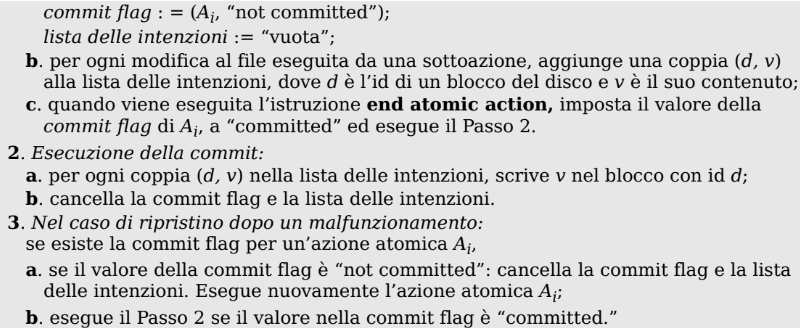 commit flag : = (Ai, “not committed”);
lista delle intenzioni := “vuota”;
b. per ogni modifica al file eseguita da una sottoazione, aggiunge una coppia (d, v)
alla lista delle intenzioni, dove d è l’id di un blocco del disco e v è il suo contenuto;
c. quando viene eseguita l’istruzione end atomic action, imposta il valore della
commit flag di Ai, a “committed” ed esegue il Passo 2.
2. Esecuzione della commit:
a. per ogni coppia (d, v) nella lista delle intenzioni, scrive v nel blocco con id d;
b. cancella la commit flag e la lista delle intenzioni.
3. Nel caso di ripristino dopo un malfunzionamento:
se esiste la commit flag per un’azione atomica Ai,
a. se il valore della commit flag è “not committed”: cancella la commit flag e la lista
delle intenzioni. Esegue nuovamente l’azione atomica Ai;
b. esegue il Passo 2 se il valore nella commit flag è “committed.”